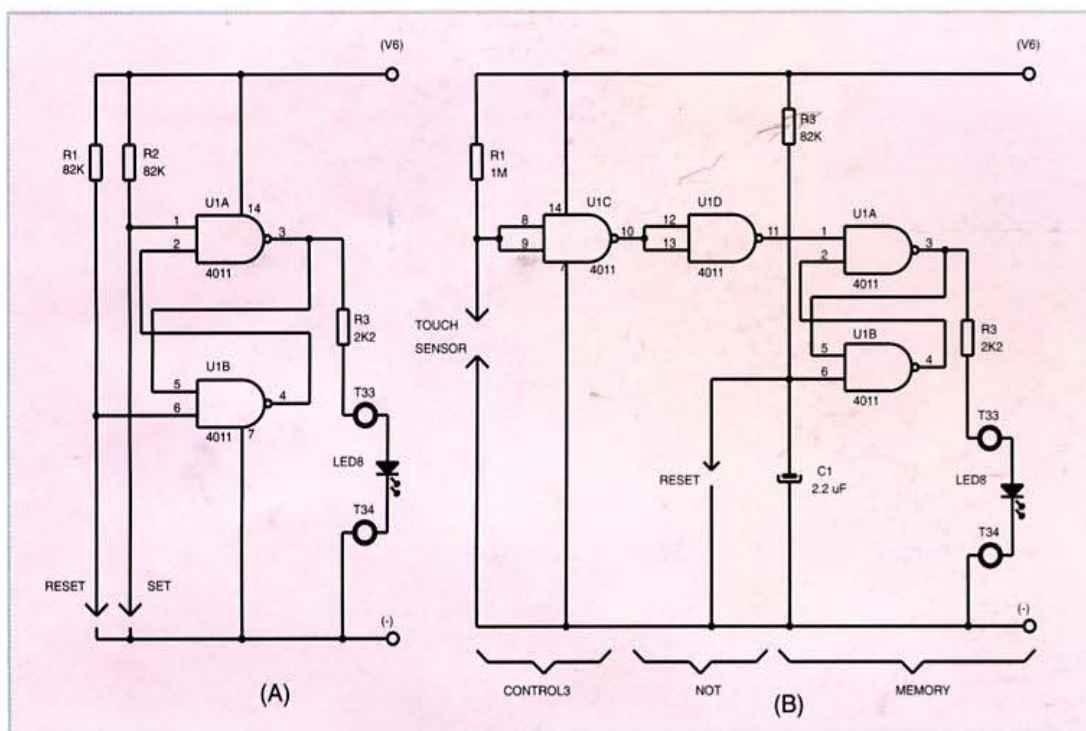 (V6)
R1
82K
R2
82K
U1A
14
1
2
3
4011
R3
2K2
U1B
5
6
4
4011
7
T33
LED8
T34
RESET
SET
(-)
(A)
(V6)
R3
82K
R1
1M
14
U1C
8
9
10
7
4011
U1D
12
13
11
4011
U1A
1
2
3
4011
TOUCH
SENSOR
R3
2K2
U1B
5
6
4
4011
T33
RESET
C1
2.2 uF
LED8
T34
(-)
CONTROL3
NOT
MEMORY
(B)